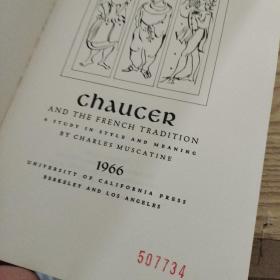 Chaucer
AND THE FRENCH TRADITION
A STUDY IN STYLE AND MEANING
BY CHARLES MUSCATINE
1966
UNIVERSITY OF CALIFORNIA PRESS
BERKELEY AND LOS ANGELES
507734